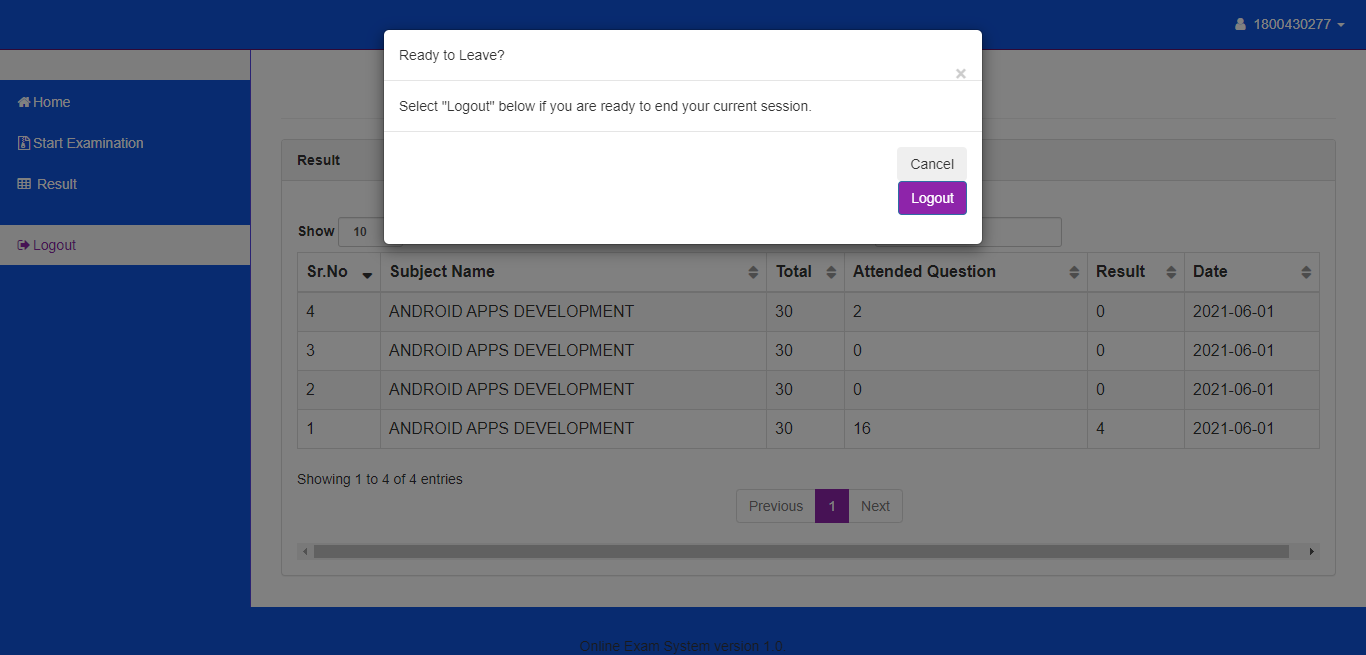 1800430277
Ready to Leave?
×
Select "Logout" below if you are ready to end your current session.
Cancel
Logout
Home
Start Examination
Result
Logout
Result
Show 10
Sr.No Subject Name Total Attended Question Result Date
4 ANDROID APPS DEVELOPMENT 30 2 0 2021-06-01
3 ANDROID APPS DEVELOPMENT 30 0 0 2021-06-01
2 ANDROID APPS DEVELOPMENT 30 0 0 2021-06-01
1 ANDROID APPS DEVELOPMENT 30 16 4 2021-06-01
Showing 1 to 4 of 4 entries
Previous 1 Next
Online Exam System version 1.0.